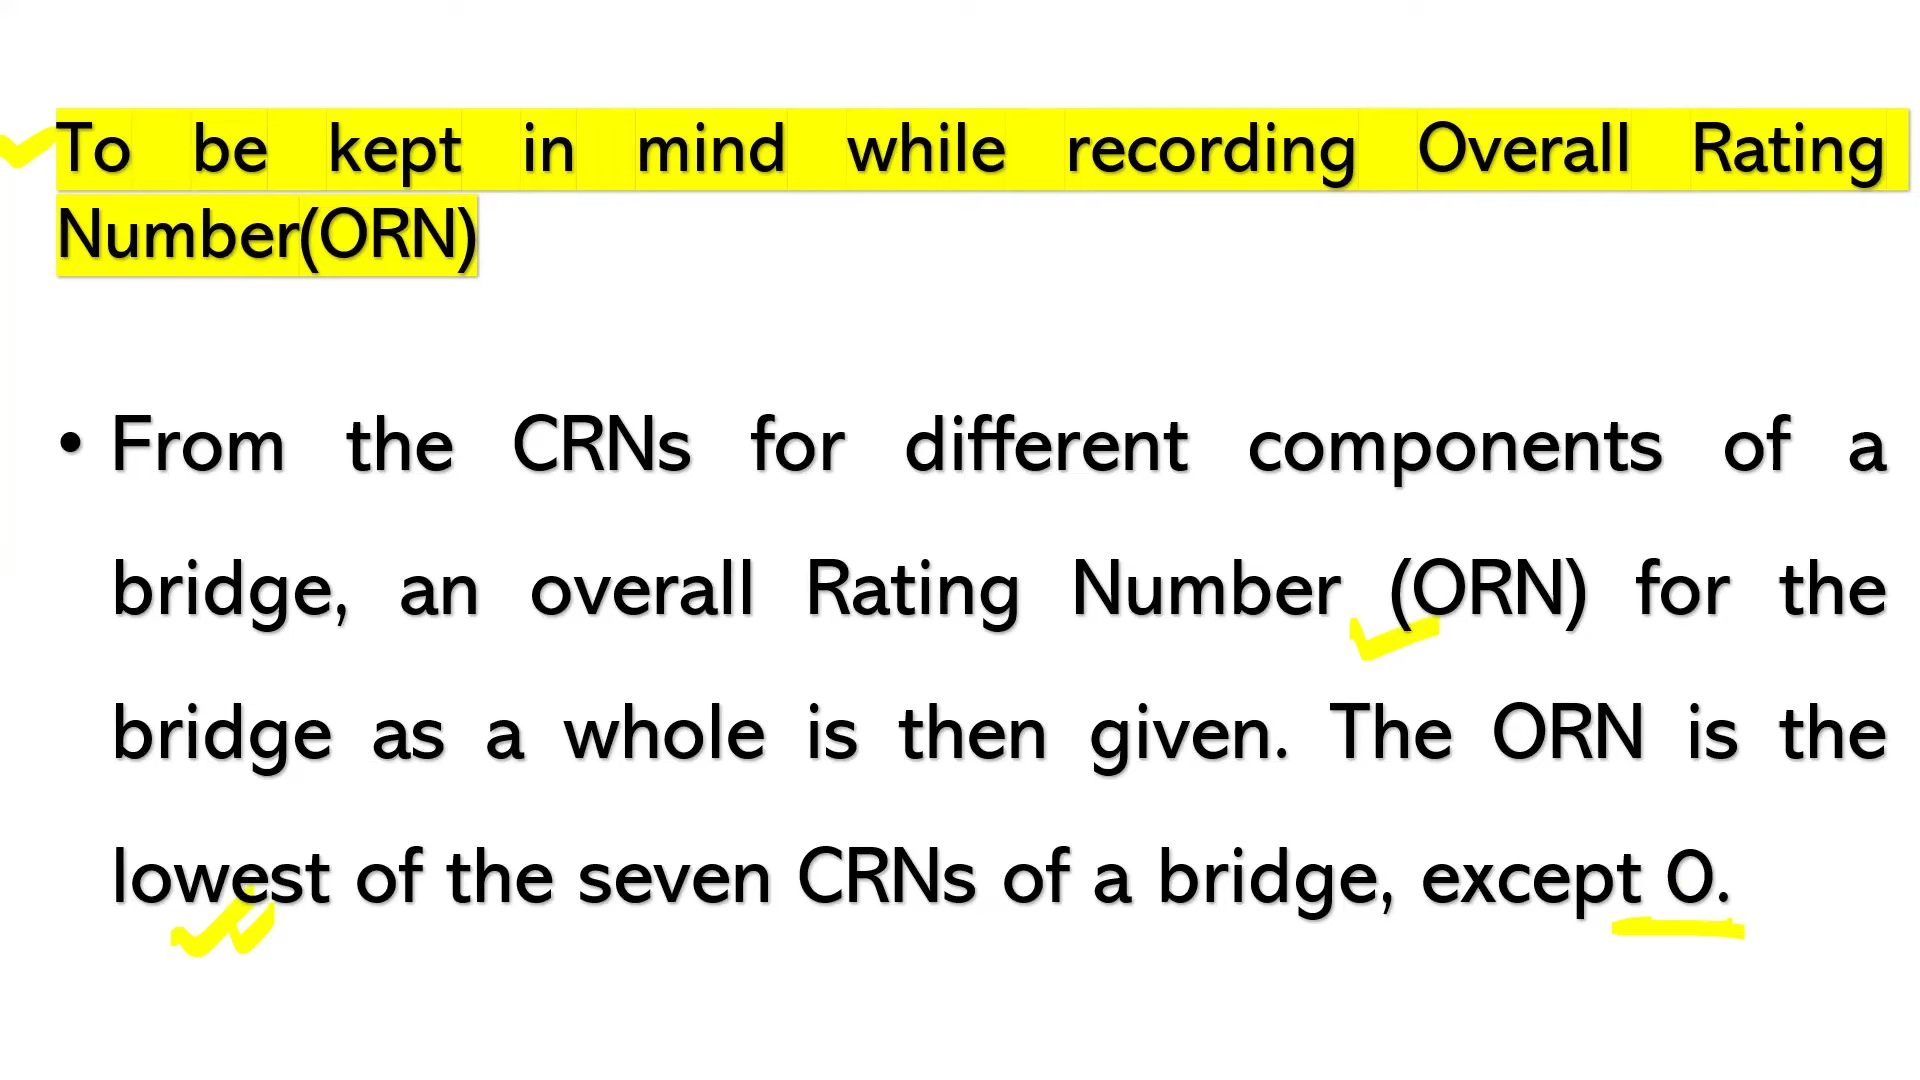 To be kept in mind while recording Overall Rating
Number(ORN)
• From the CRNs for different components of a
bridge, an overall Rating Number (ORN) for the
bridge as a whole is then given. The ORN is the
lowest of the seven CRNs of a bridge, except 0.